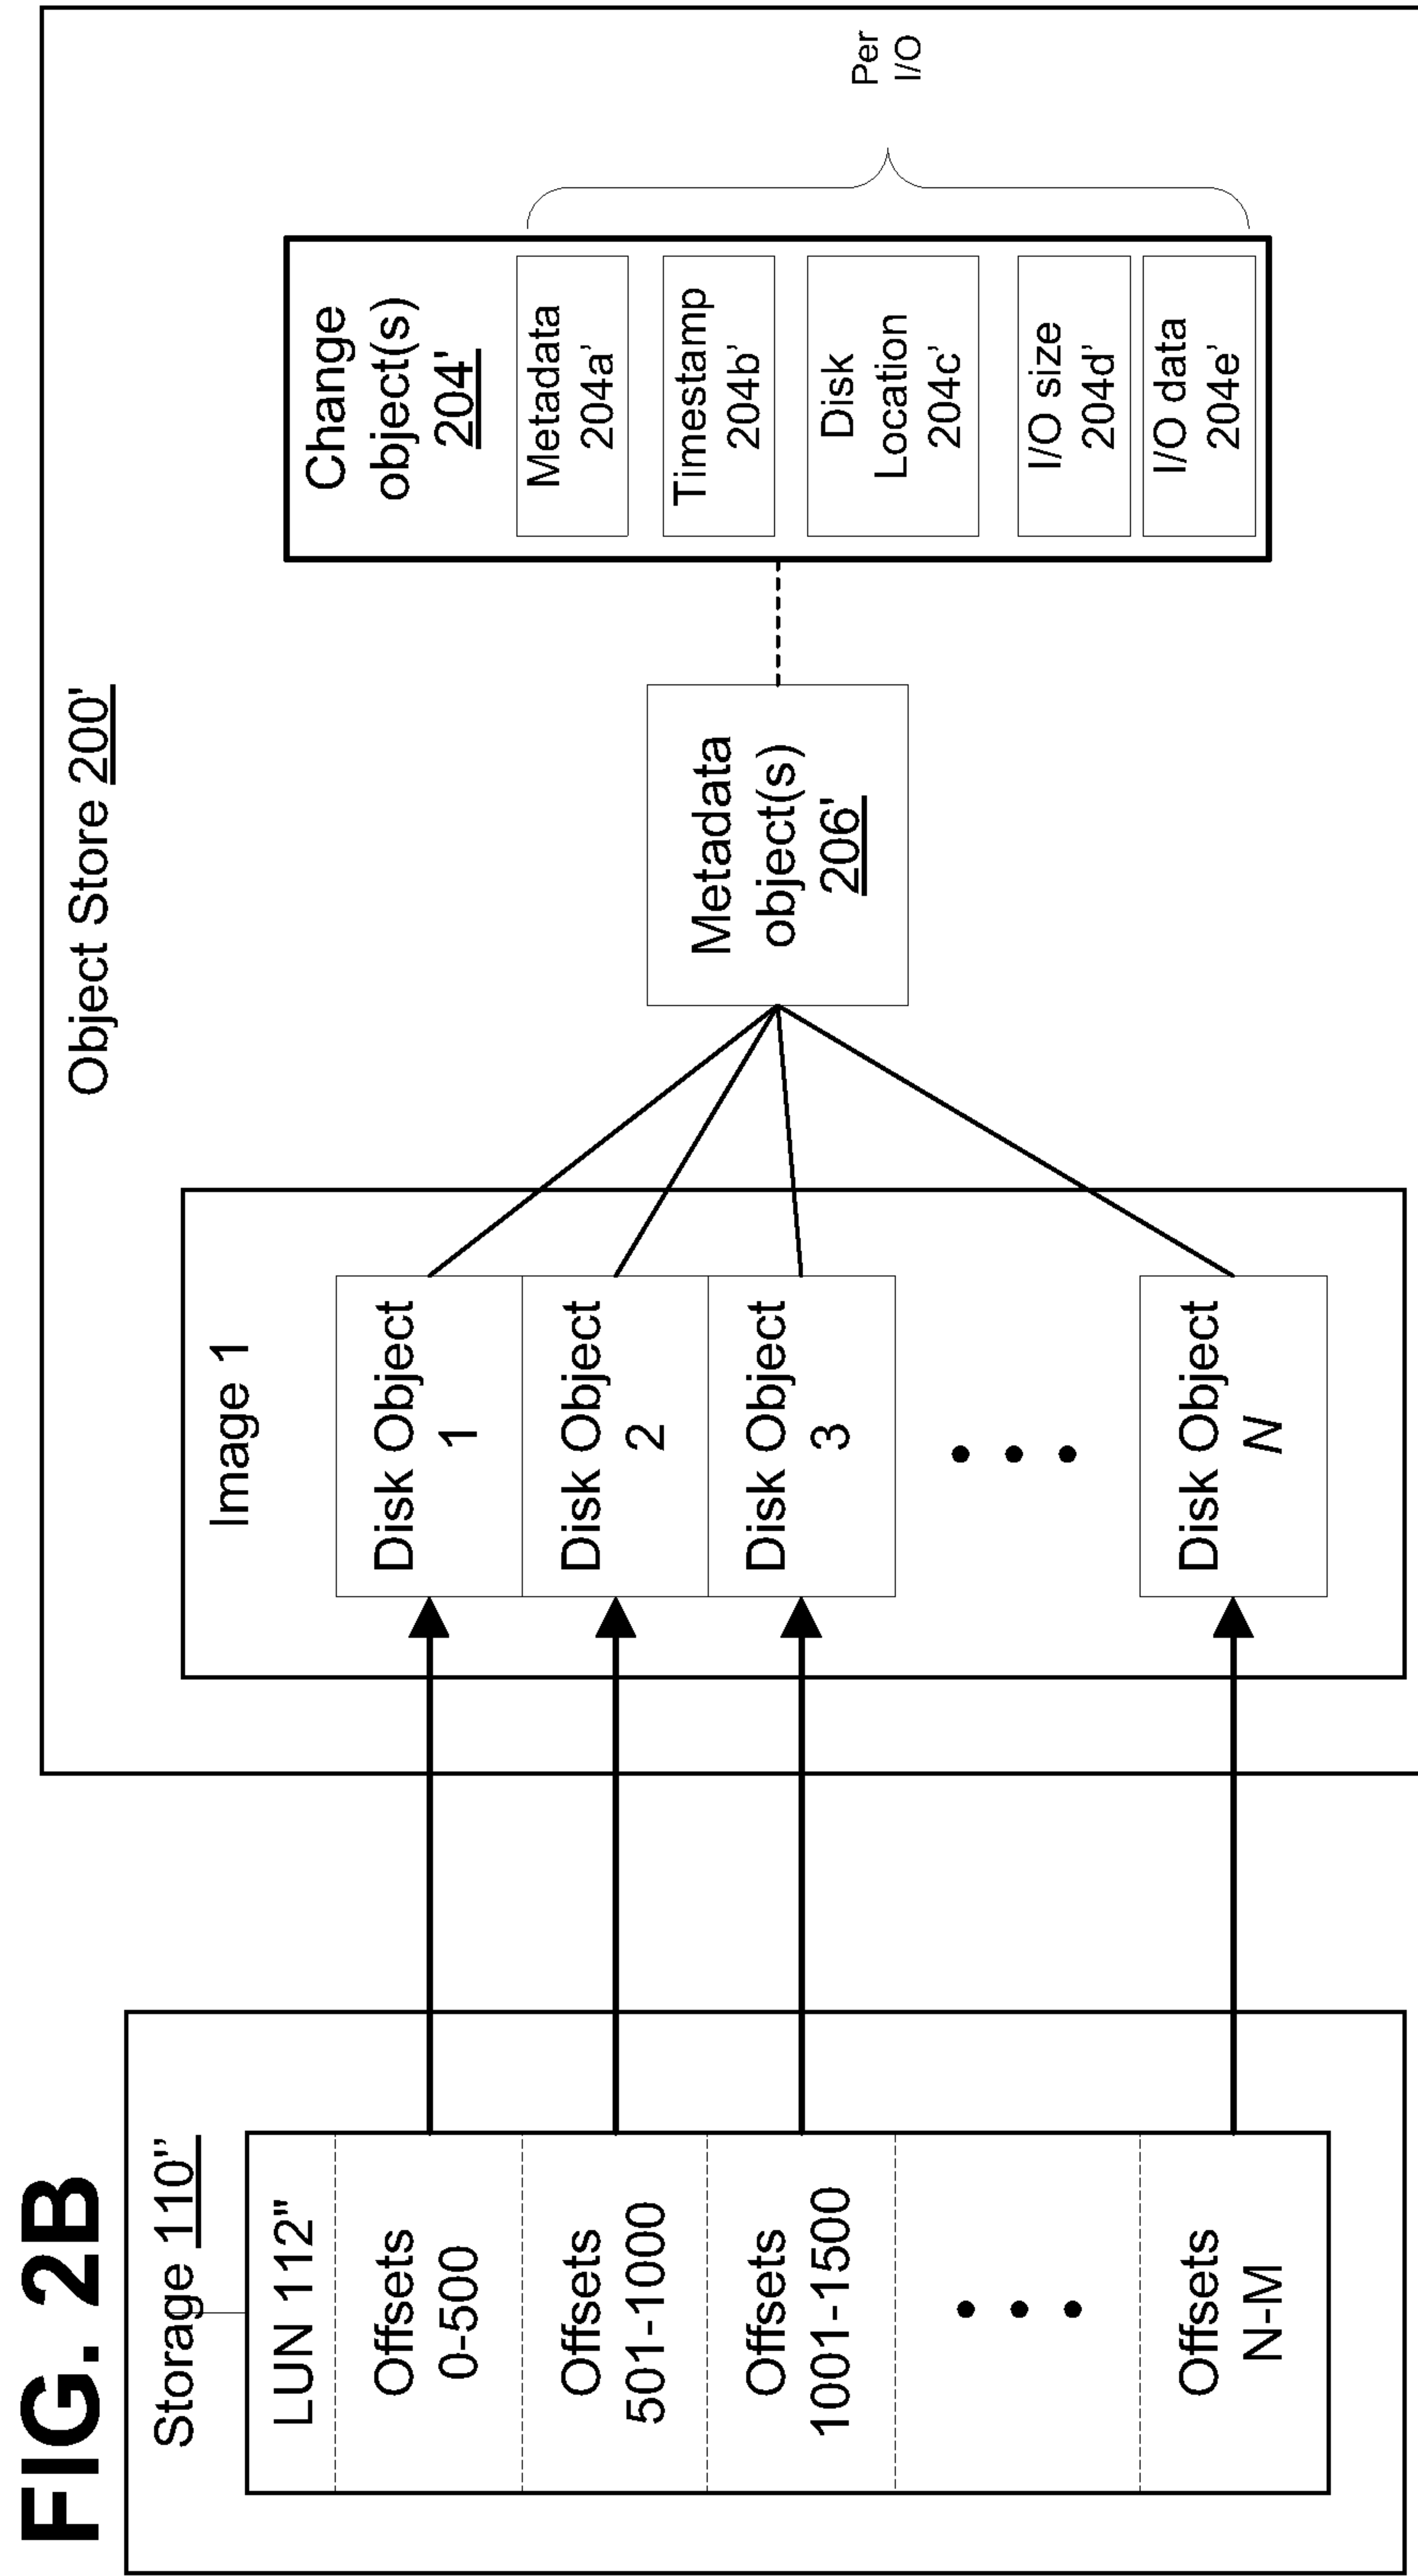 FIG. 2B
Storage 110"
LUN 112"
Offsets
0-500
Offsets
501-1000
Offsets
1001-1500
Offsets
N-M
Object Store 200'
Image 1
Disk Object
1
Disk Object
2
Disk Object
3
Disk Object
N
Metadata
object(s)
206'
Change
object(s)
204'
Metadata
204a’
Timestamp
204b’
Disk
Location
204c’
I/O size
204d’
I/O data
204e’
Per
I/O